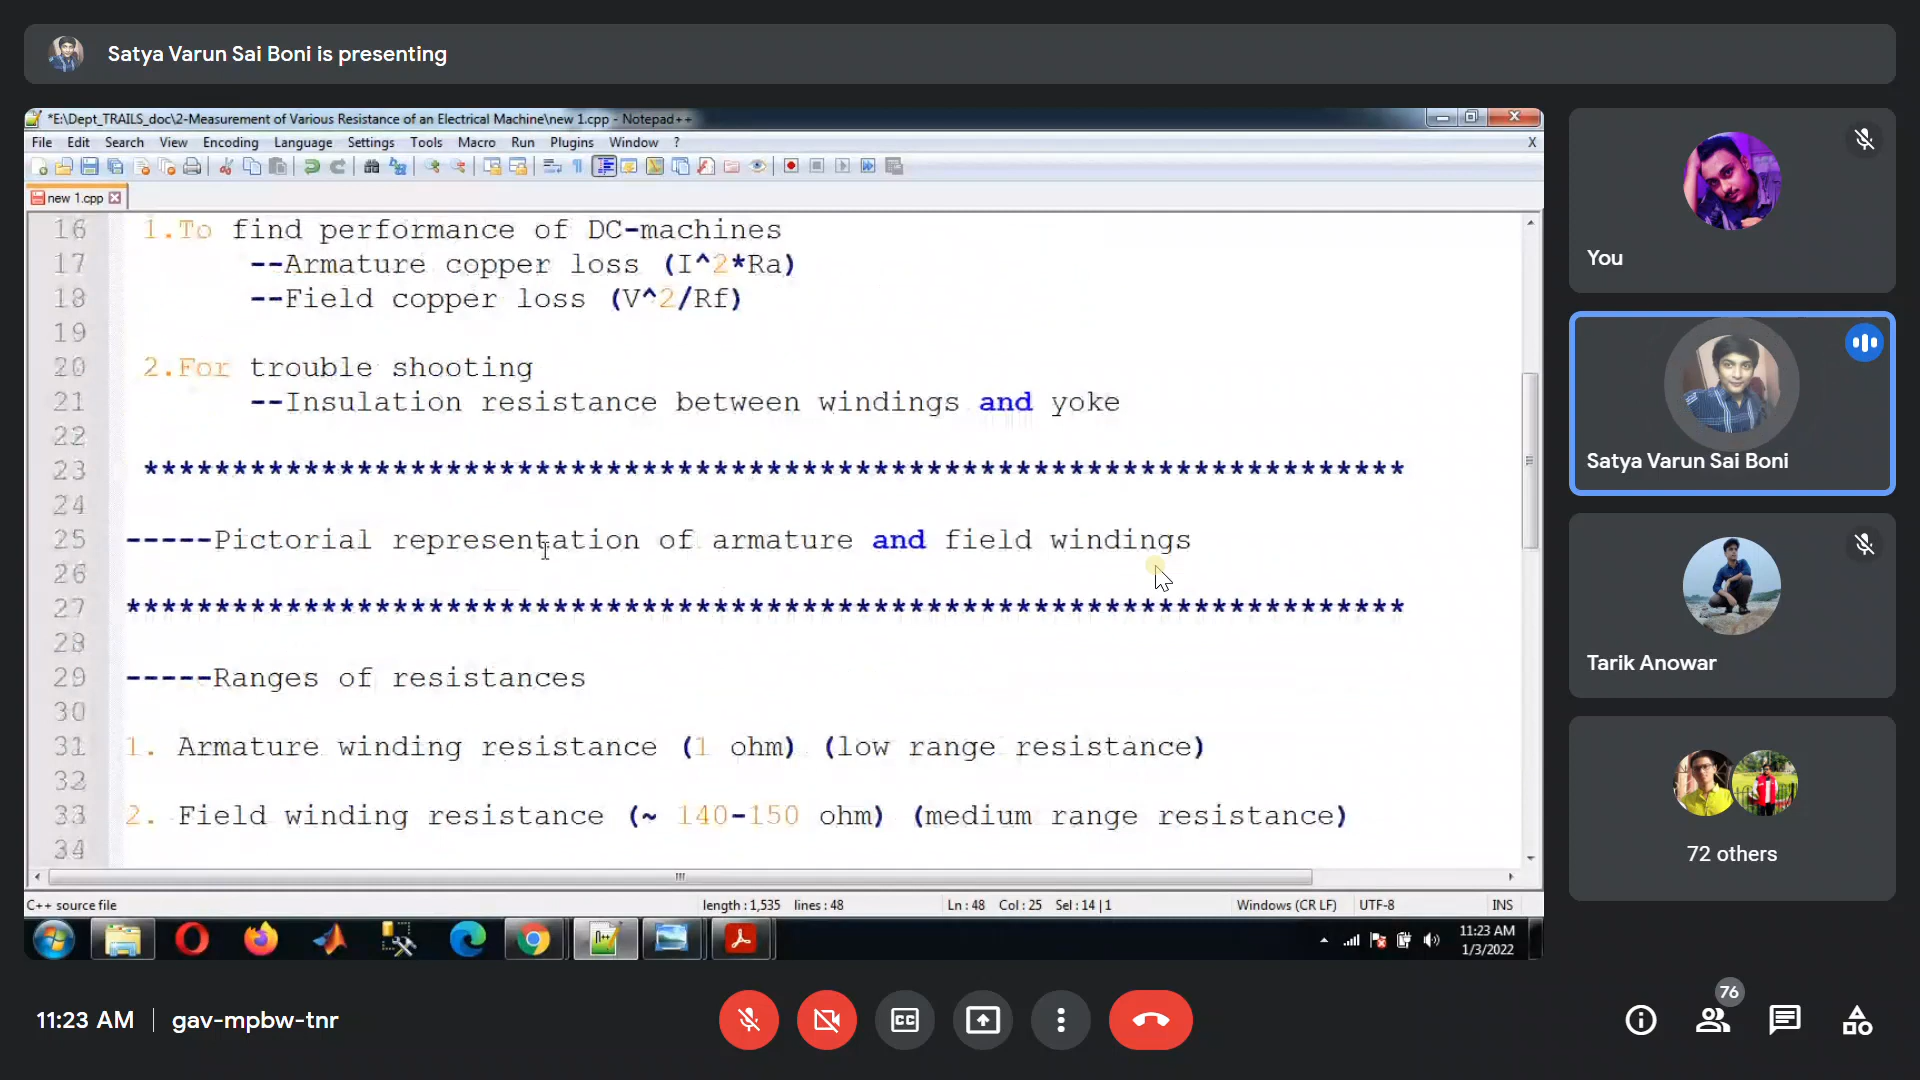 Satya Varun Sai Boni is presenting
*E:\Dept_TRAILS_doc\2-Measurement of Various Resistance of an Electrical Machine\new 1.cpp - Notepad++
File Edit Search View Encoding Language Settings Tools Macro Run Plugins Window ? X
new 1.cpp
16 1.To find performance of DC-machines
17 --Armature copper loss (I^2*Ra)
18 --Field copper loss (V^2/Rf)
19
20 2.For trouble shooting
21 --Insulation resistance between windings and yoke
22
23 ***********************************************************************
24
25 -----Pictorial representation of armature and field windings
26
27 ************************************************************************
28
29 -----Ranges of resistances
30
31 1. Armature winding resistance (1 ohm) (low range resistance)
32
33 2. Field winding resistance (~ 140-150 ohm) (medium range resistance)
34
C++ source file length : 1,535 lines : 48 Ln : 48 Col : 25 Sel : 14 | 1 Windows (CR LF) UTF-8 INS
11:23 AM
1/3/2022
You
Satya Varun Sai Boni
Tarik Anowar
72 others
11:23 AM | gav-mpbw-tnr
CC
76